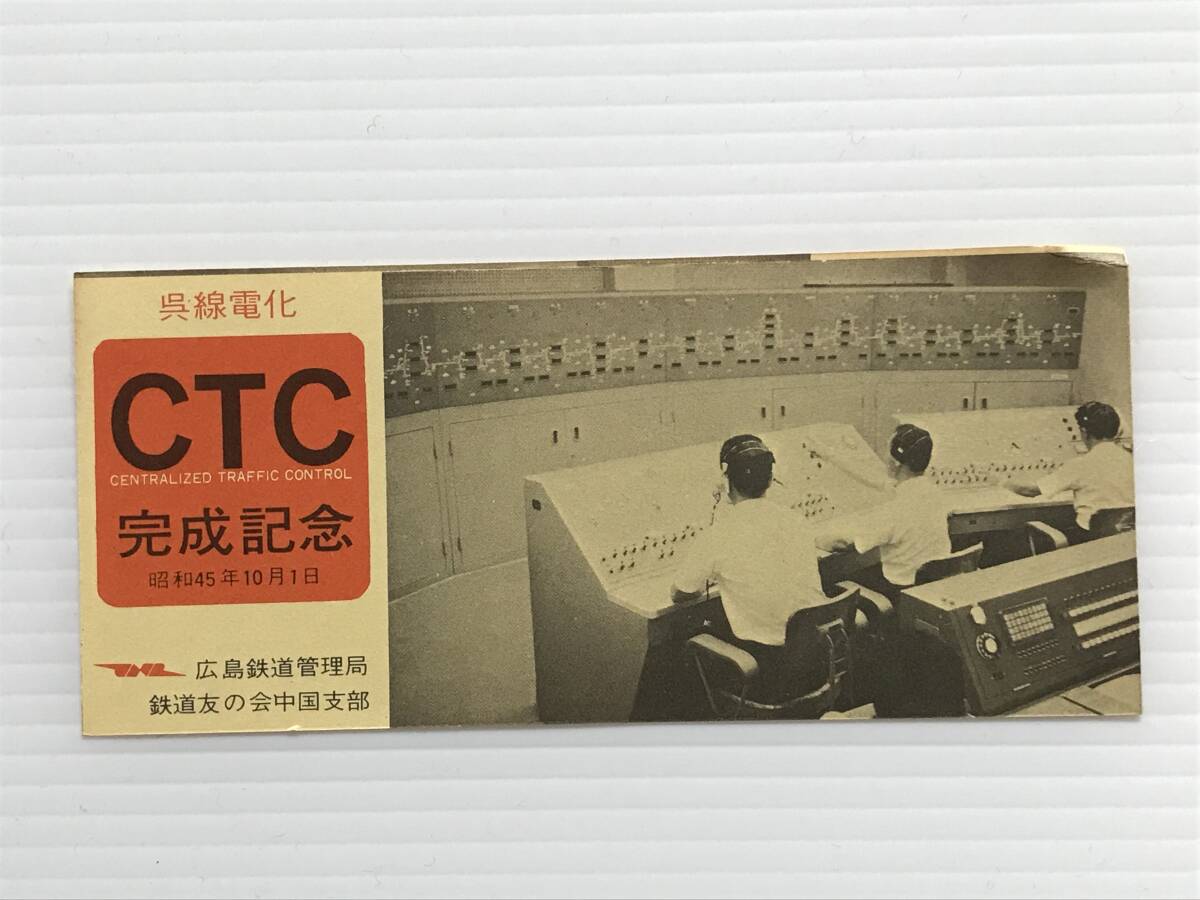 呉線電化
CTC
CENTRALIZED TRAFFIC CONTROL
完成記念
昭和45年10月1日
広島鉄道管理局
鉄道友の会中国支部